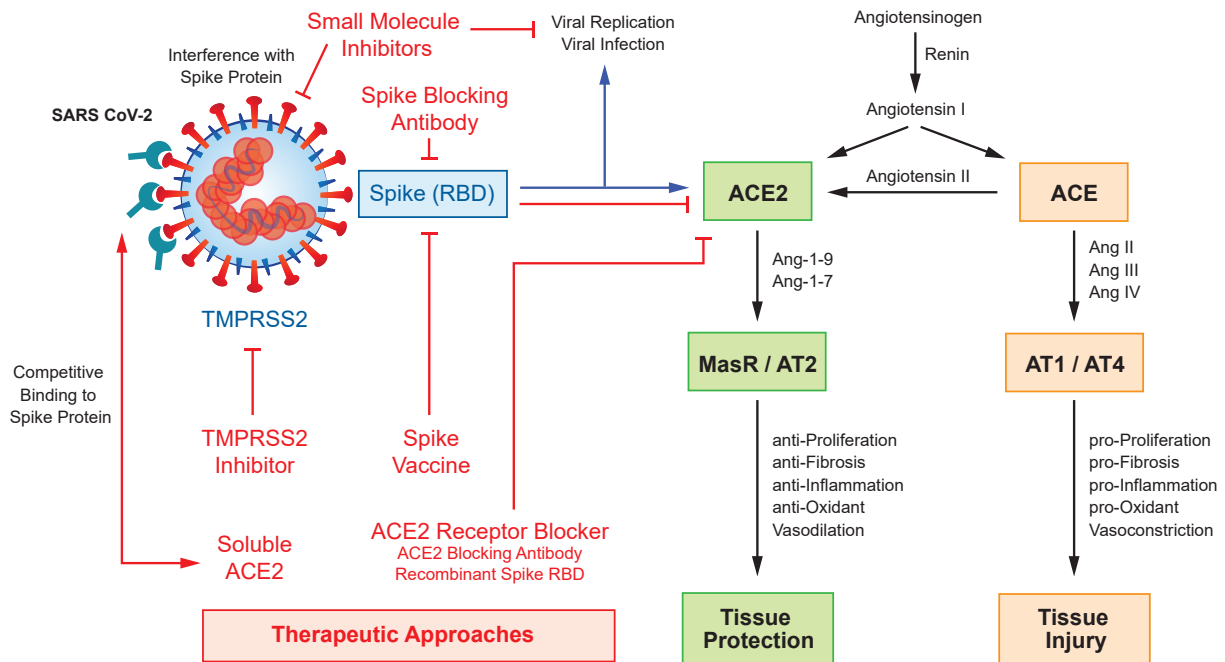 Small Molecule
Inhibitors
Viral Replication
Viral Infection
Interference with
Spike Protein
SARS CoV-2
Spike Blocking
Antibody
Spike (RBD)
TMPRSS2
Competitive
Binding to
Spike Protein
TMPRSS2
Inhibitor
Spike
Vaccine
Soluble
ACE2
ACE2 Receptor Blocker
ACE2 Blocking Antibody
Recombinant Spike RBD
Therapeutic Approaches
Angiotensinogen
Renin
Angiotensin I
ACE2
Angiotensin II
ACE
Ang-1-9
Ang-1-7
Ang II
Ang III
Ang IV
MasR / AT2
AT1 / AT4
anti-Proliferation
anti-Fibrosis
anti-Inflammation
anti-Oxidant
Vasodilation
pro-Proliferation
pro-Fibrosis
pro-Inflammation
pro-Oxidant
Vasoconstriction
Tissue
Protection
Tissue
Injury